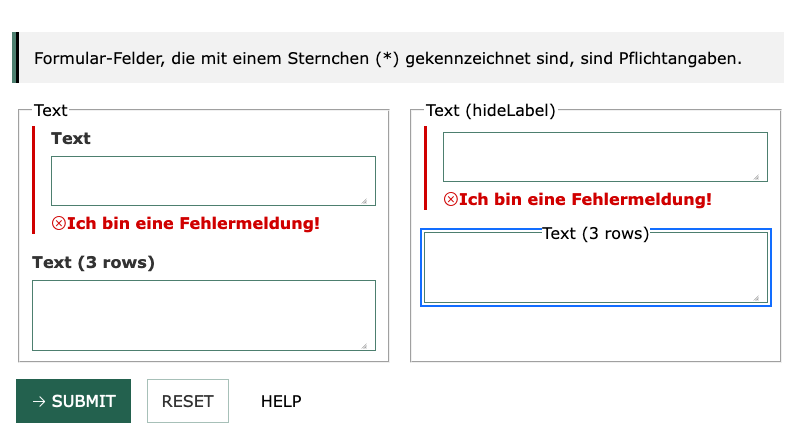 Formular-Felder, die mit einem Sternchen (*) gekennzeichnet sind, sind Pflichtangaben.
Text
Text
Ich bin eine Fehlermeldung!
Text (3 rows)
Text (hideLabel)
Ich bin eine Fehlermeldung!
Text (3 rows)
→ SUBMIT
RESET
HELP